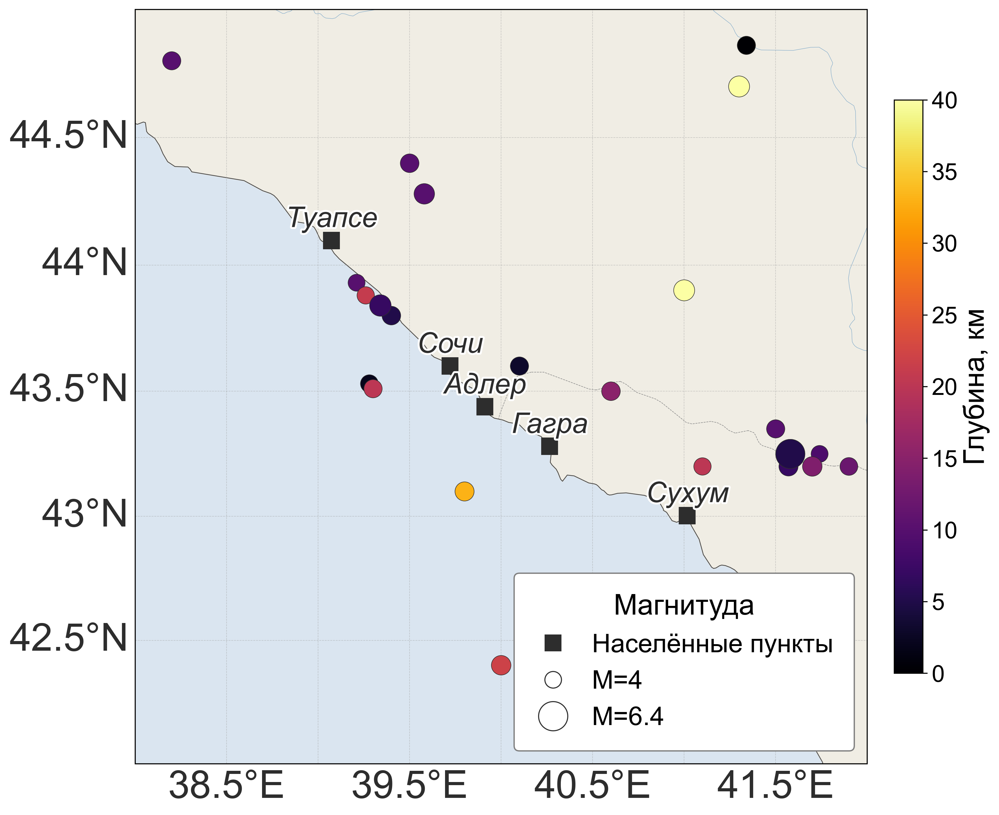 44.5°N
44°N
43.5°N
43°N
42.5°N
38.5°E
39.5°E
40.5°E
41.5°E
Туапсе
Сочи
Адлер
Гагра
Сухум
Магнитуда
Населённые пункты
M=4
M=6.4
40
35
30
25
20
15
10
5
0
Глубина, км